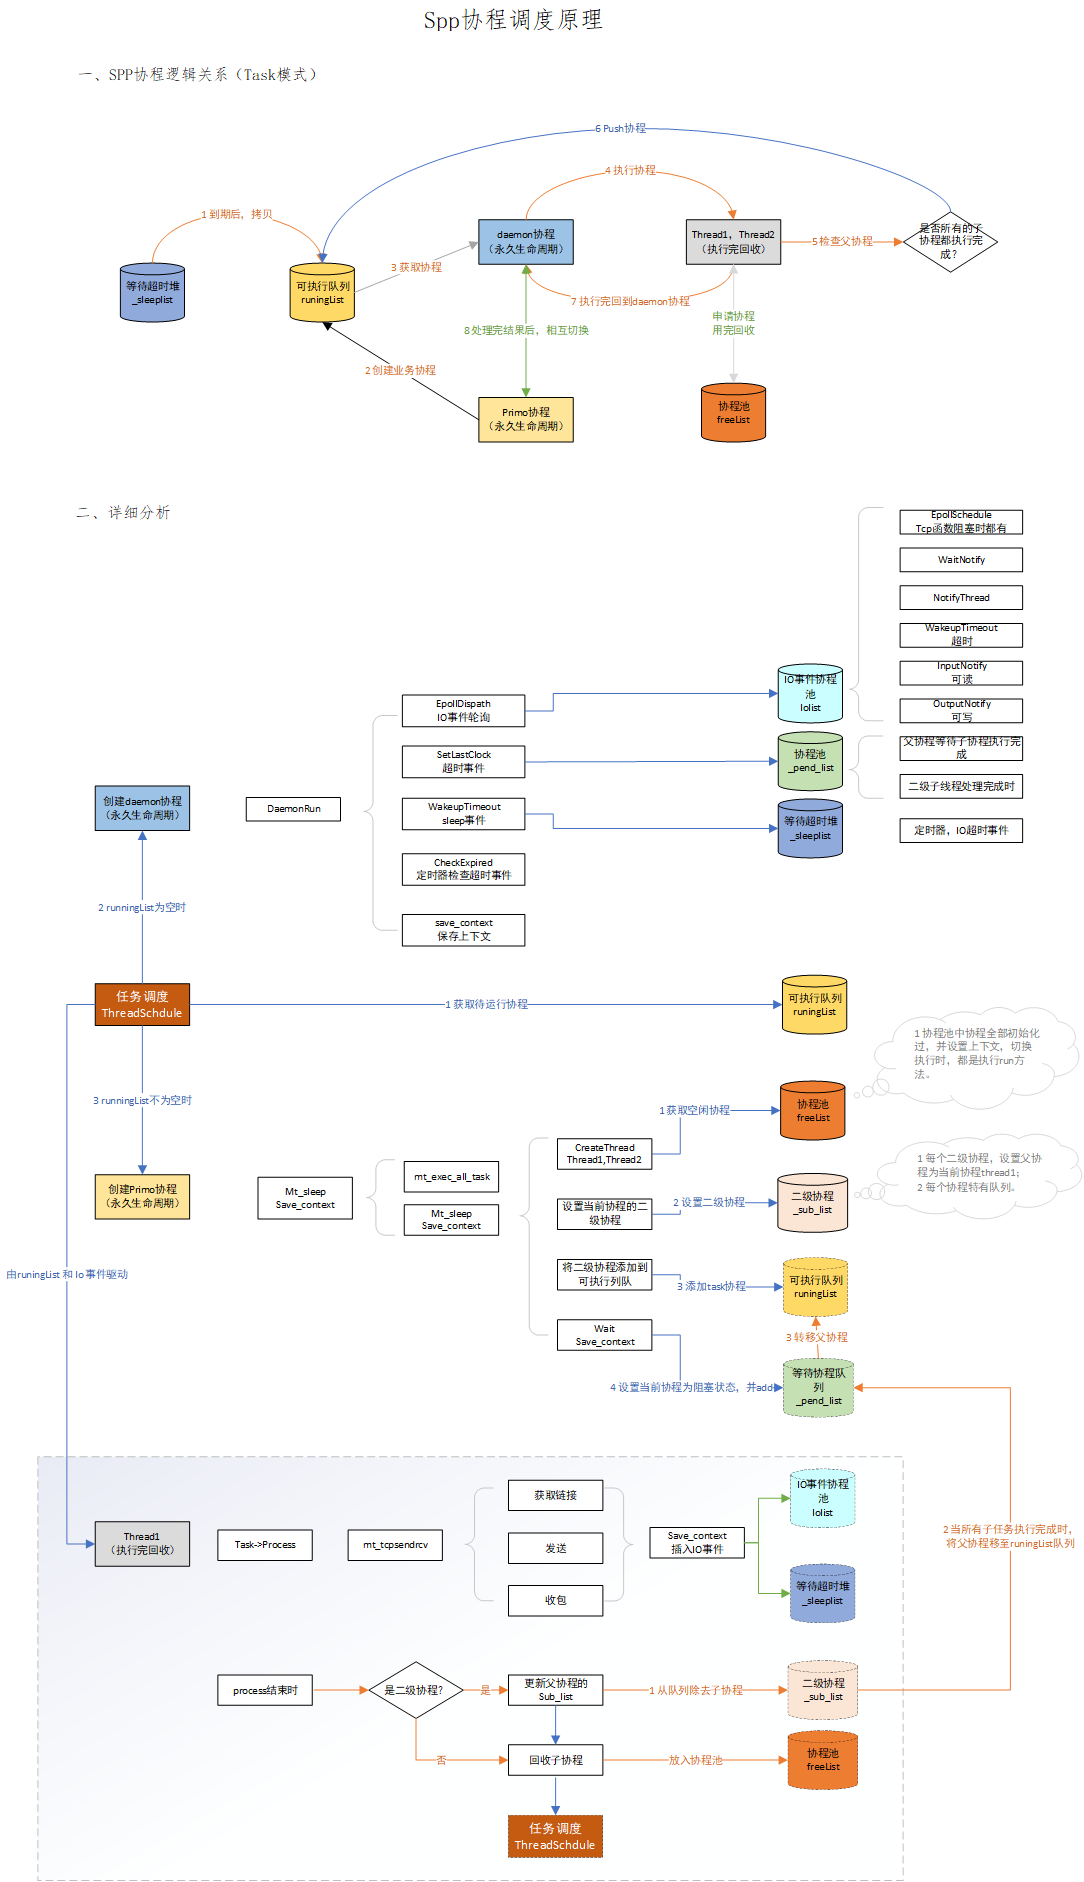 Spp协程调度原理
一、SPP协程逻辑关系（Task模式）
6 Push协程
4 执行协程
1 到期后，拷贝
daemon协程
（永久生命周期）
Thread1，Thread2
（执行完回收）
5 检查父协程
是否所有的子
协程都执行完
成？
3 获取协程
等待超时堆
_sleeplist
可执行队列
runingList
7 执行完回到daemon协程
8 处理完结果后，相互切换
申请协程
用完回收
2 创建业务协程
Primo协程
（永久生命周期）
协程池
freeList
二、详细分析
EpollSchedule
Tcp函数阻塞时都有
WaitNotify
NotifyThread
WakeupTimeout
超时
InputNotify
可读
OutputNotify
可写
IO事件协程
池
Iolist
EpollDispath
IO事件轮询
SetLastClock
超时事件
协程池
_pend_list
父协程等待子协程执行完
成
二级子线程处理完成时
创建daemon协程
（永久生命周期）
DaemonRun
WakeupTimeout
sleep事件
等待超时堆
_sleeplist
定时器，IO超时事件
CheckExpired
定时器检查超时事件
2 runningList为空时
save_context
保存上下文
任务调度
ThreadSchdule
1 获取待运行协程
可执行队列
runingList
1 协程池中协程全部初始化
过，并设置上下文，切换
执行时，都是执行run方
法。
3 runningList不为空时
1获取空闲协程
协程池
freeList
CreateThread
Thread1,Thread2
创建Primo协程
（永久生命周期）
Mt_sleep
Save_context
mt_exec_all_task
Mt_sleep
Save_context
设置当前协程的二
级协程
2 设置二级协程
二级协程
_sub_list
1 每个二级协程，设置父协
程为当前协程thread1；
2 每个协程特有队列。
由runingList 和 Io 事件驱动
将二级协程添加到
可执行列队
3 添加task协程
可执行队列
runingList
Wait
Save_context
3 转移父协程
4 设置当前协程为阻塞状态，并add
等待协程队
列
_pend_list
Thread1
（执行完回收）
Task->Process
mt_tcpsendrcv
获取链接
发送
收包
Save_context
插入IO事件
IO事件协程
池
Iolist
等待超时堆
_sleeplist
2 当所有子任务执行完成时，
将父协程移至runingList队列
process结束时
是二级协程？
是
更新父协程的
Sub_list
1 从队列除去子协程
二级协程
_sub_list
否
回收子协程
放入协程池
协程池
freeList
任务调度
ThreadSchdule